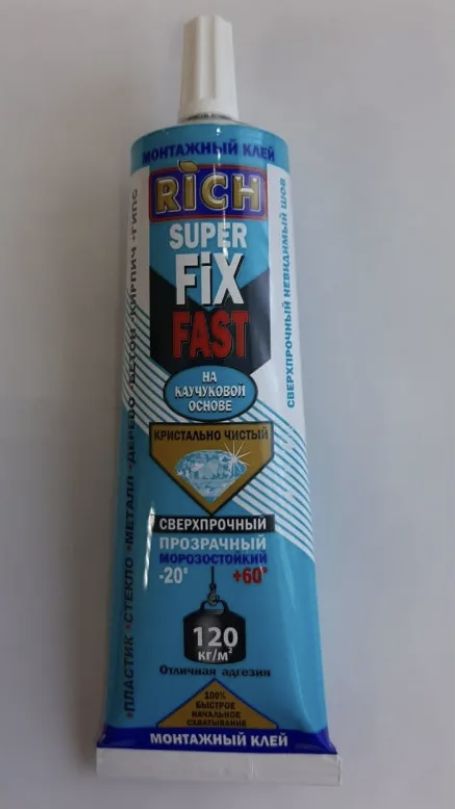 МОНТАЖНЫЙ КЛЕЙ
RICH
SUPER
FiX
FAST
НА
КАУЧУКОВОЙ
ОСНОВЕ
КРИСТАЛЬНО ЧИСТЫЙ
СВЕРХПРОЧНЫЙ
ПРОЗРАЧНЫЙ
МОРОЗОСТОЙКИЙ
-20° +60°
120
КГ/М²
Отличная адгезия
100%
БЫСТРОЕ
НАЧАЛЬНОЕ
СХВАТЫВАНИЕ
МОНТАЖНЫЙ КЛЕЙ
•ПЛАСТИК •СТЕКЛО •МЕТАЛЛ •ДЕРЕВО •БЕТОН •КИРПИЧ •ГИПС
СВЕРХПРОЧНЫЙ НЕВИДИМЫЙ ШОВ